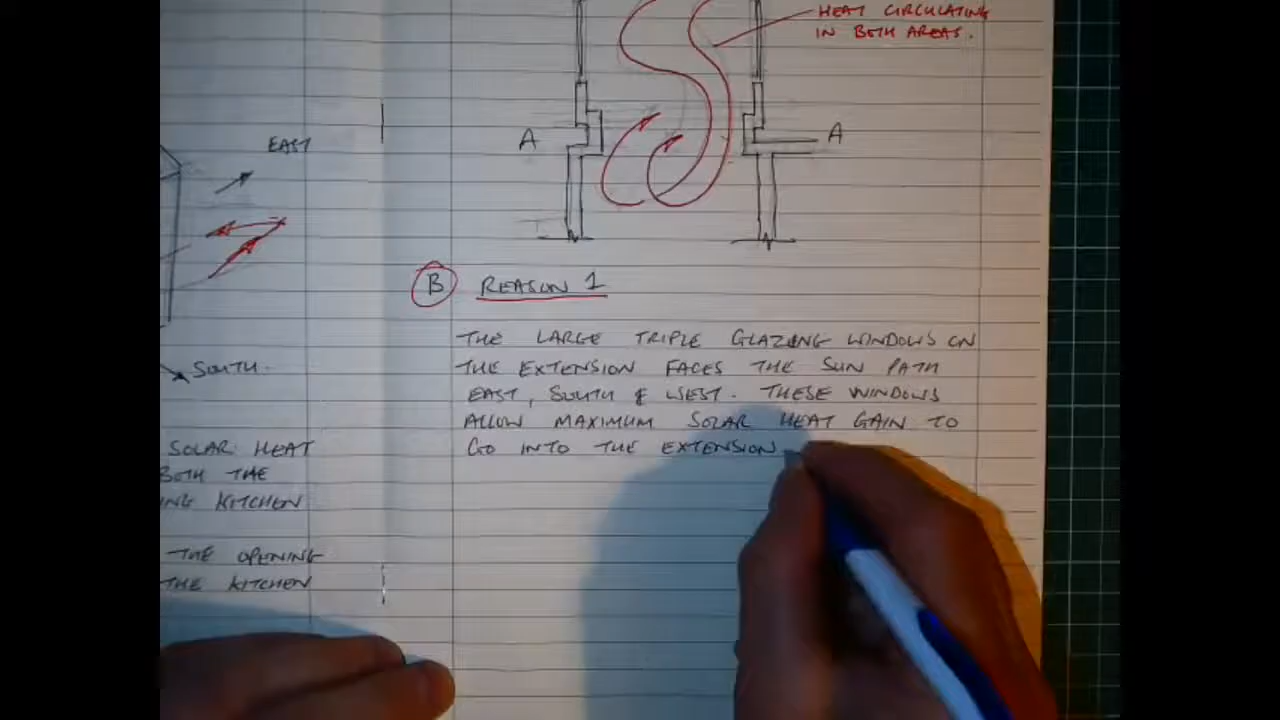 HEAT CIRCULATING
IN BOTH AREAS.
A
A
EAST
SOUTH.
SOLAR HEAT
BOTH THE
ING KITCHEN
THE OPENING
THE KITCHEN
B REASON 1
THE LARGE TRIPLE GLAZING WINDOWS ON
THE EXTENSION FACES THE SUN PATH
EAST, SOUTH & WEST. THESE WINDOWS
ALLOW MAXIMUM SOLAR HEAT GAIN TO
GO INTO THE EXTENSION